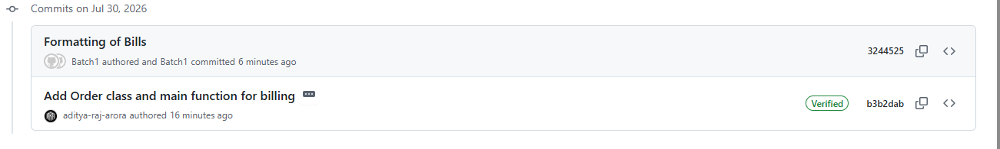 Commits on Jul 30, 2026
Formatting of Bills
Batch1 authored and Batch1 committed 6 minutes ago
3244525
Add Order class and main function for billing
aditya-raj-arora authored 16 minutes ago
Verified
b3b2dab